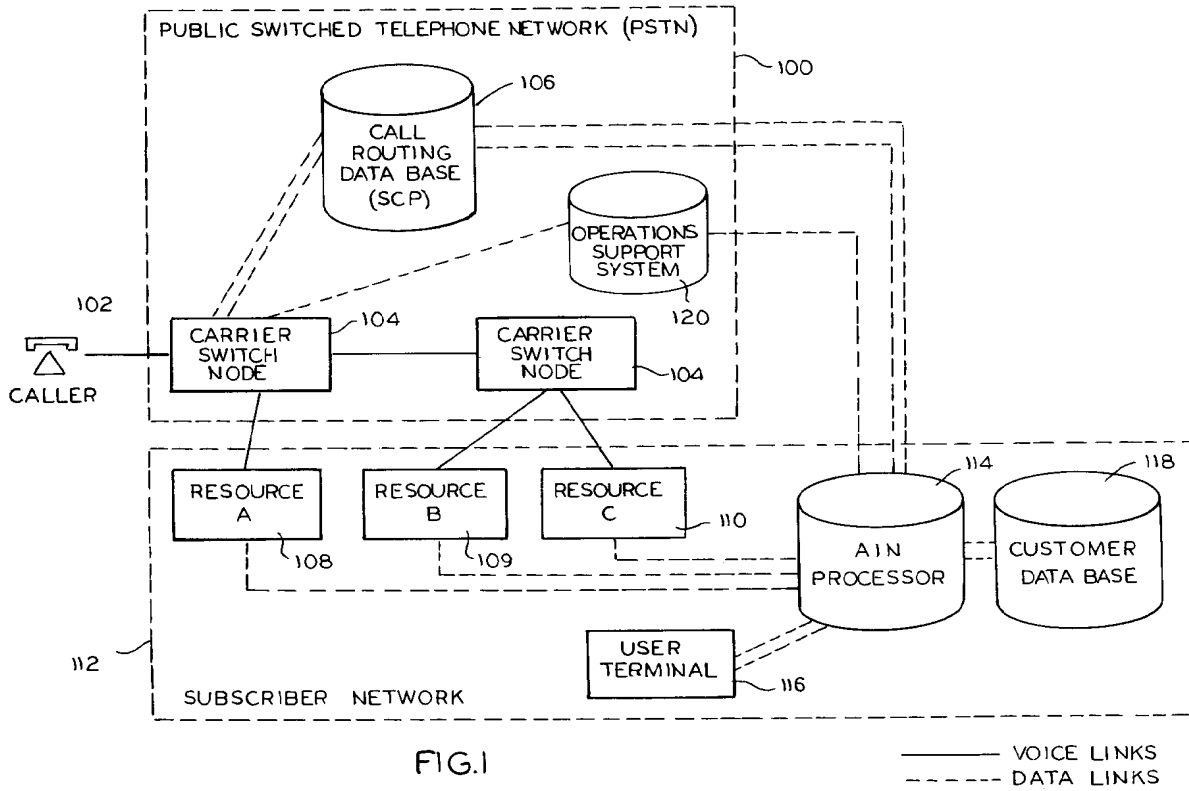 PUBLIC SWITCHED TELEPHONE NETWORK (PSTN)
100
106
CALL
ROUTING
DATA BASE
(SCP)
OPERATIONS
SUPPORT
SYSTEM
120
102
CALLER
CARRIER
SWITCH
NODE
104
CARRIER
SWITCH
NODE
104
RESOURCE
A
108
RESOURCE
B
109
RESOURCE
C
110
114
AIN
PROCESSOR
118
CUSTOMER
DATA BASE
USER
TERMINAL
116
112
SUBSCRIBER NETWORK
FIG.1
VOICE LINKS
DATA LINKS